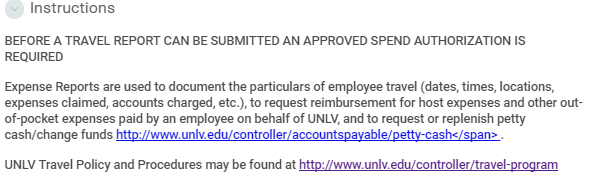 Instructions
BEFORE A TRAVEL REPORT CAN BE SUBMITTED AN APPROVED SPEND AUTHORIZATION IS
REQUIRED
Expense Reports are used to document the particulars of employee travel (dates, times, locations,
expenses claimed, accounts charged, etc.), to request reimbursement for host expenses and other out-
of-pocket expenses paid by an employee on behalf of UNLV, and to request or replenish petty
cash/change funds http://www.unlv.edu/controller/accountspayable/petty-cash</span> .
UNLV Travel Policy and Procedures may be found at http://www.unlv.edu/controller/travel-program